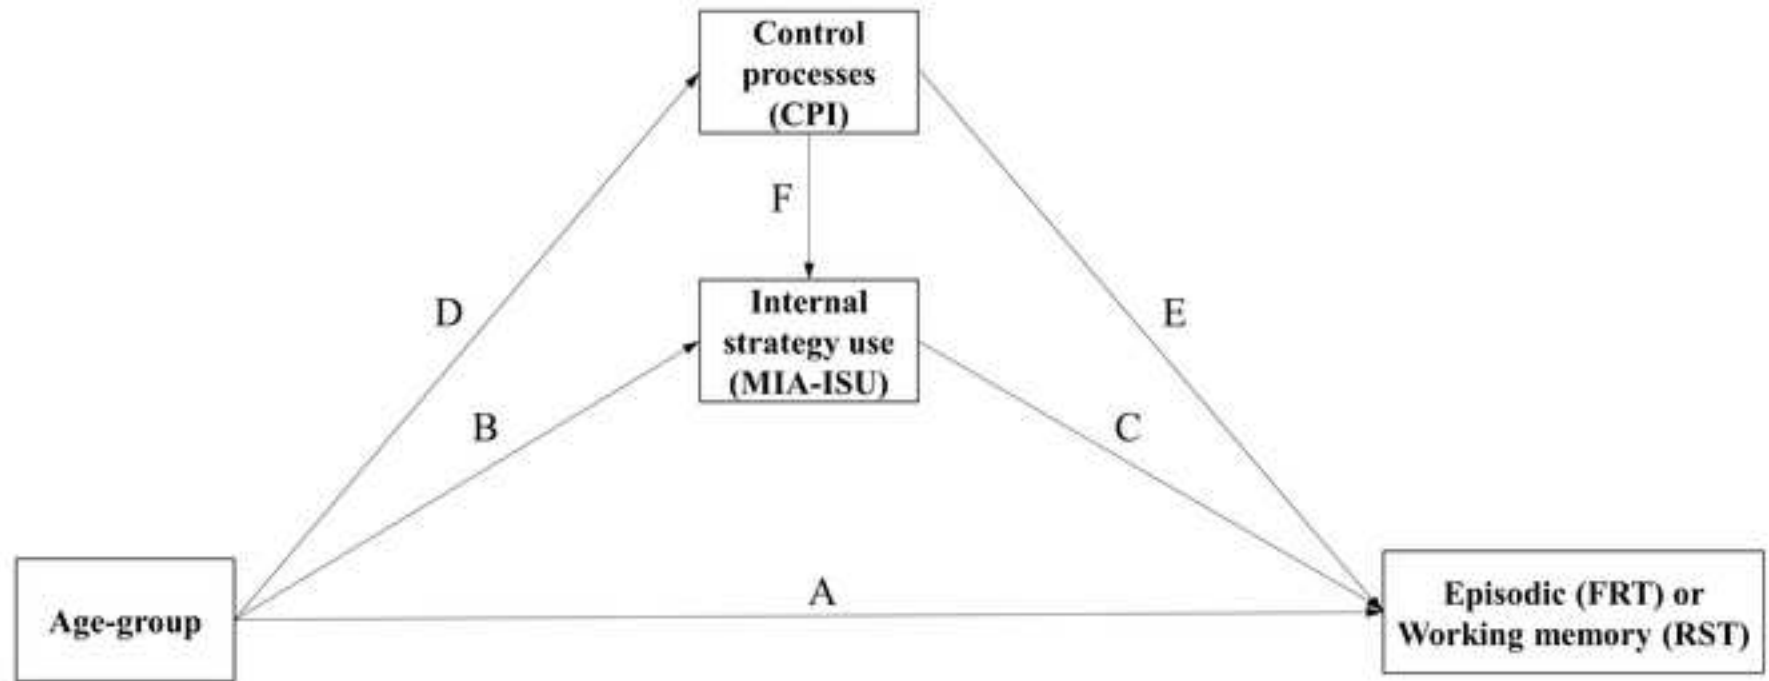 Control
processes
(CPI)
F
Internal
strategy use
(MIA-ISU)
D
E
B
C
A
Age-group
Episodic (FRT) or
Working memory (RST)